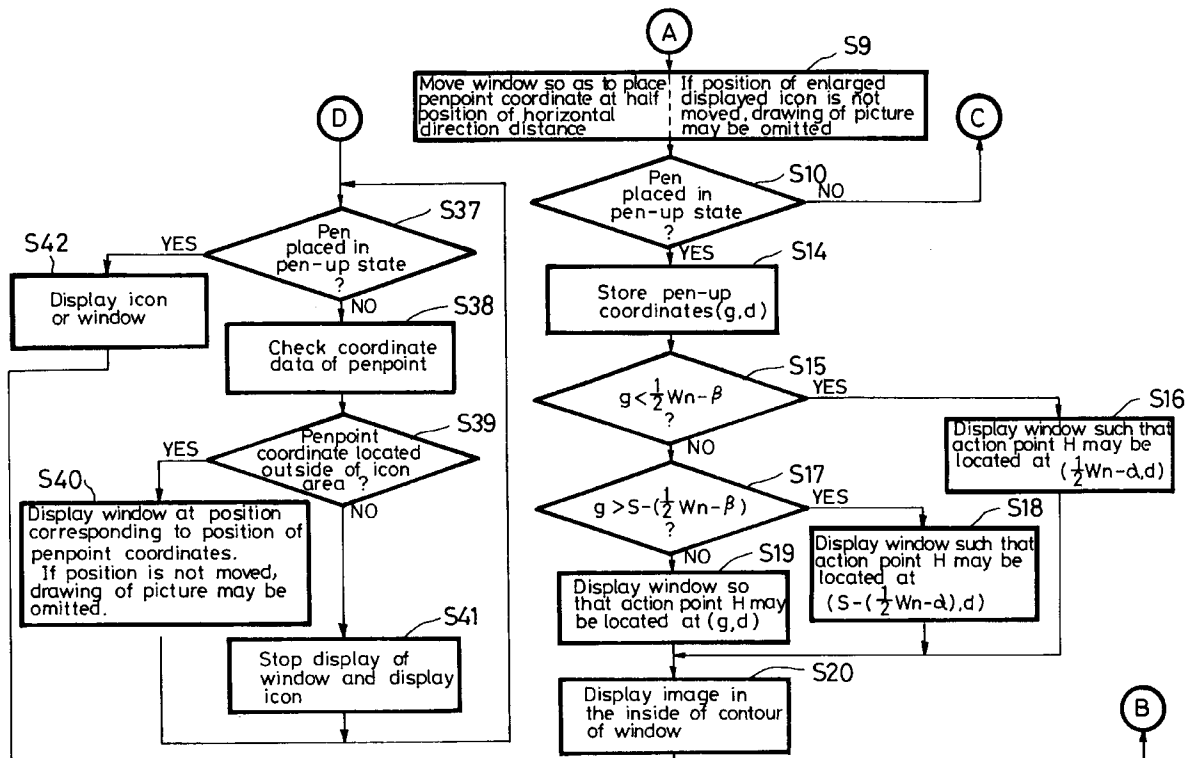 A
S9
Move window so as to place
penpoint coordinate at half
position of horizontal
direction distance
If position of enlarged
displayed icon is not
moved, drawing of picture
may be omitted
D
C
S10
Pen
placed in
pen-up state
?
NO
YES
S37
Pen
placed in
pen-up state
?
YES
NO
S42
Display icon
or window
S14
Store pen-up
coordinates(g,d)
S38
Check coordinate
data of penpoint
S15
g<1/2Wn-β
?
YES
NO
S16
Display window such that
action point H may be
located at (1/2Wn-α,d)
S39
Penpoint
coordinate located
outside of icon
area ?
YES
NO
S40
Display window at position
corresponding to position of
penpoint coordinates.
If position is not moved,
drawing of picture may be
omitted.
S17
g>S-(1/2Wn-β)
?
YES
NO
S18
Display window such that
action point H may be
located at
(S-(1/2Wn-α),d)
S19
Display window so
that action point H may
be located at (g,d)
S41
Stop display of
window and display
icon
S20
Display image in
the inside of contour
of window
B